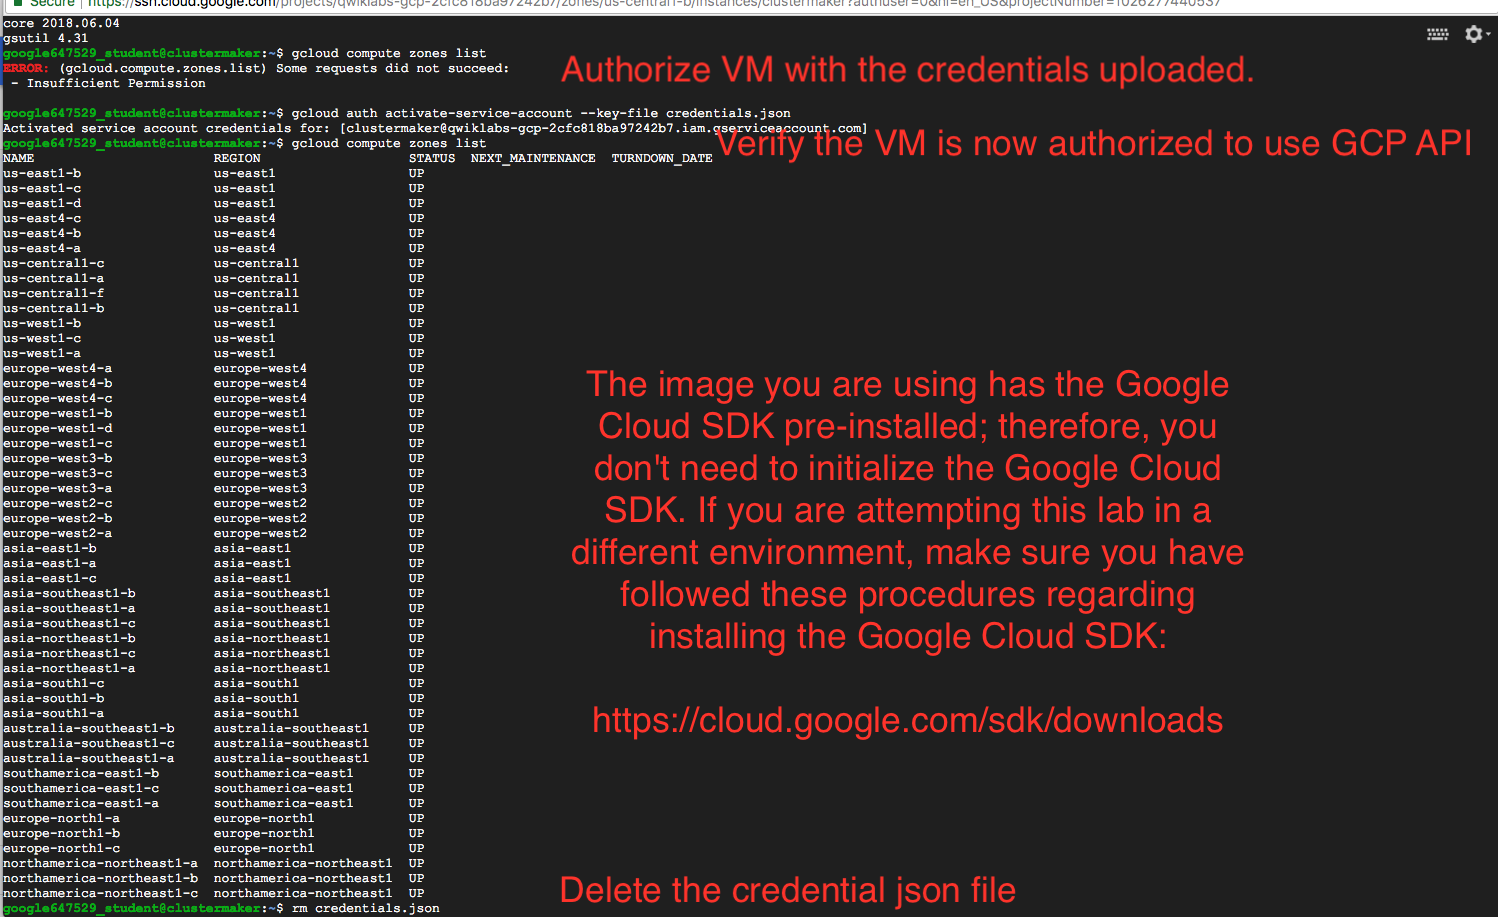 Secure | https://ssh.cloud.google.com/projects/qwiklabs-gcp-2cfc818ba97242b7/zones/us-central1-b/instances/clustermaker?authuser=0&hl=en_US&projectNumber=1026277440537
core 2018.06.04
gsutil 4.31
google647529_student@clustermaker:~$ gcloud compute zones list
ERROR: (gcloud.compute.zones.list) Some requests did not succeed:
- Insufficient Permission
Authorize VM with the credentials uploaded.
google647529_student@clustermaker:~$ gcloud auth activate-service-account --key-file credentials.json
Activated service account credentials for: [clustermaker@qwiklabs-gcp-2cfc818ba97242b7.iam.gserviceaccount.com]
google647529_student@clustermaker:~$ gcloud compute zones list
Verify the VM is now authorized to use GCP API
NAME REGION STATUS NEXT_MAINTENANCE TURNDOWN_DATE
us-east1-b us-east1 UP
us-east1-c us-east1 UP
us-east1-d us-east1 UP
us-east4-c us-east4 UP
us-east4-b us-east4 UP
us-east4-a us-east4 UP
us-central1-c us-central1 UP
us-central1-a us-central1 UP
us-central1-f us-central1 UP
us-central1-b us-central1 UP
us-west1-b us-west1 UP
us-west1-c us-west1 UP
us-west1-a us-west1 UP
europe-west4-a europe-west4 UP
europe-west4-b europe-west4 UP
europe-west4-c europe-west4 UP
europe-west1-b europe-west1 UP
europe-west1-d europe-west1 UP
europe-west1-c europe-west1 UP
europe-west3-b europe-west3 UP
europe-west3-c europe-west3 UP
europe-west3-a europe-west3 UP
europe-west2-c europe-west2 UP
europe-west2-b europe-west2 UP
europe-west2-a europe-west2 UP
asia-east1-b asia-east1 UP
asia-east1-a asia-east1 UP
asia-east1-c asia-east1 UP
asia-southeast1-b asia-southeast1 UP
asia-southeast1-a asia-southeast1 UP
asia-southeast1-c asia-southeast1 UP
asia-northeast1-b asia-northeast1 UP
asia-northeast1-c asia-northeast1 UP
asia-northeast1-a asia-northeast1 UP
asia-south1-c asia-south1 UP
asia-south1-b asia-south1 UP
asia-south1-a asia-south1 UP
australia-southeast1-b australia-southeast1 UP
australia-southeast1-c australia-southeast1 UP
australia-southeast1-a australia-southeast1 UP
southamerica-east1-b southamerica-east1 UP
southamerica-east1-c southamerica-east1 UP
southamerica-east1-a southamerica-east1 UP
europe-north1-a europe-north1 UP
europe-north1-b europe-north1 UP
europe-north1-c europe-north1 UP
northamerica-northeast1-a northamerica-northeast1 UP
northamerica-northeast1-b northamerica-northeast1 UP
northamerica-northeast1-c northamerica-northeast1 UP
The image you are using has the Google
Cloud SDK pre-installed; therefore, you
don't need to initialize the Google Cloud
SDK. If you are attempting this lab in a
different environment, make sure you have
followed these procedures regarding
installing the Google Cloud SDK:
https://cloud.google.com/sdk/downloads
Delete the credential json file
google647529_student@clustermaker:~$ rm credentials.json